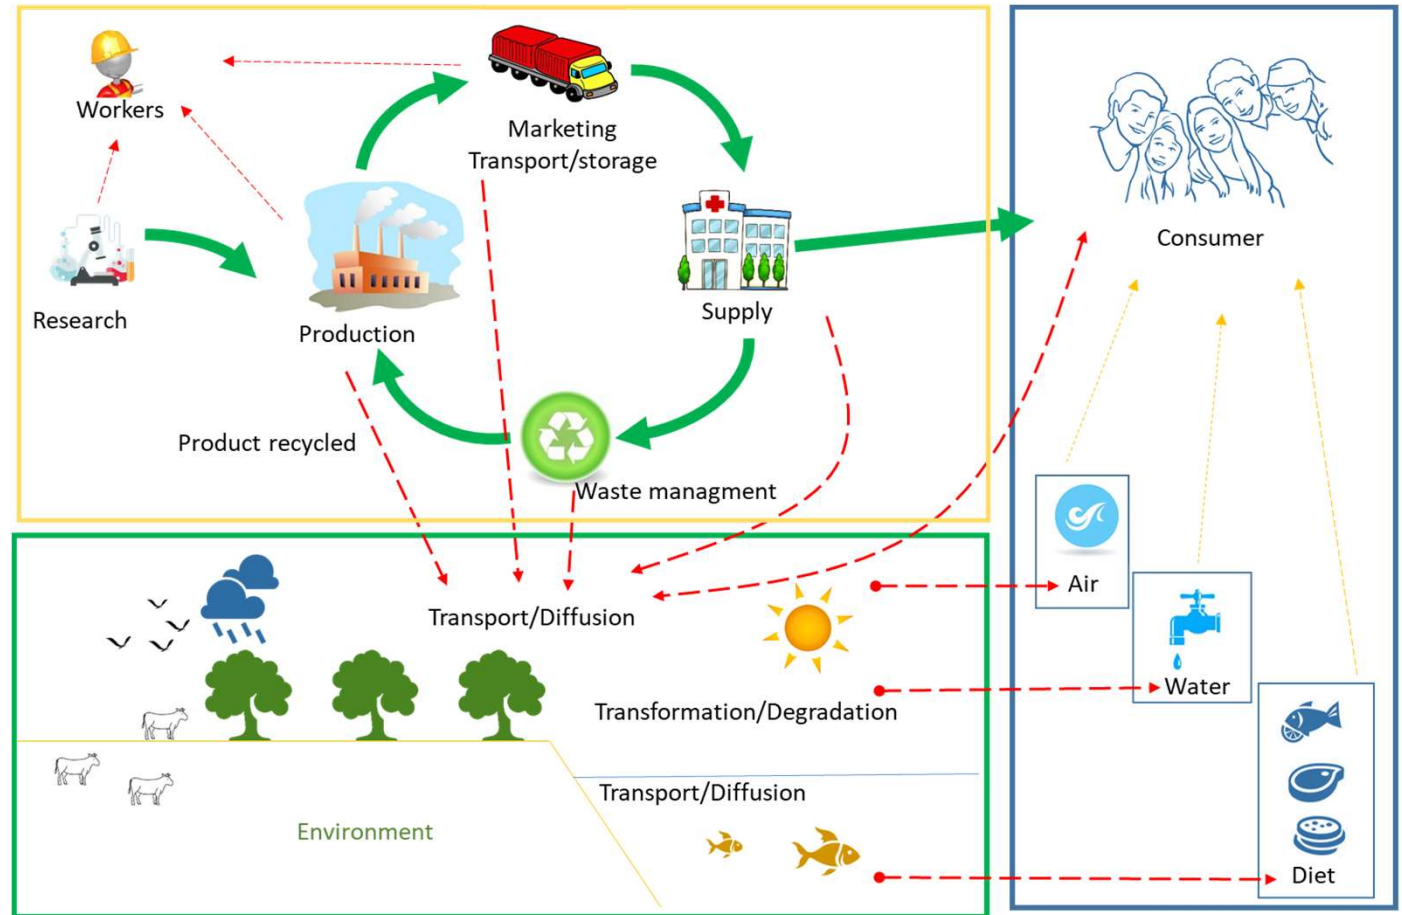 Workers
Marketing
Transport/storage
Research
Production
Supply
Consumer
Product recycled
Waste managment
Air
Transport/Diffusion
Water
Transformation/Degradation
Transport/Diffusion
Environment
Diet